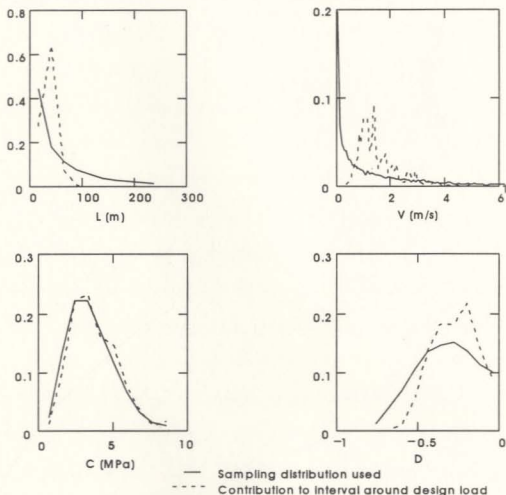 0.8
0.6
0.4
0.2
0
0 100 200 300
L (m)
0.2
0.1
0
0 2 4 6
V (m/s)
0.3
0.2
0.1
0
0 5 10
C (MPa)
0.3
0.2
0.1
0
-1 -0.5 0
D
Sampling distribution used
Contribution to interval around design load